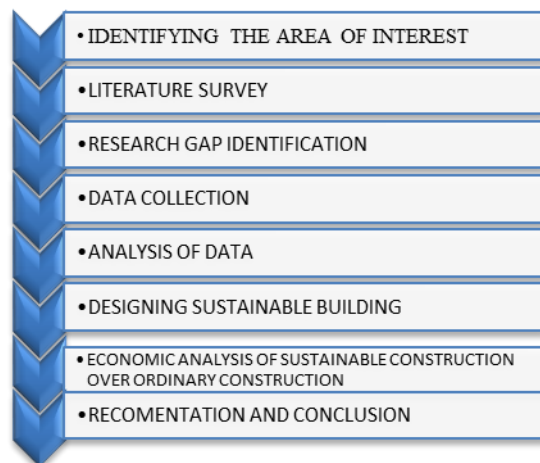 • IDENTIFYING THE AREA OF INTEREST
•LITERATURE SURVEY
•RESEARCH GAP IDENTIFICATION
•DATA COLLECTION
•ANALYSIS OF DATA
•DESIGNING SUSTAINABLE BUILDING
•ECONOMIC ANALYSIS OF SUSTAINABLE CONSTRUCTION
OVER ORDINARY CONSTRUCTION
•RECOMENTATION AND CONCLUSION